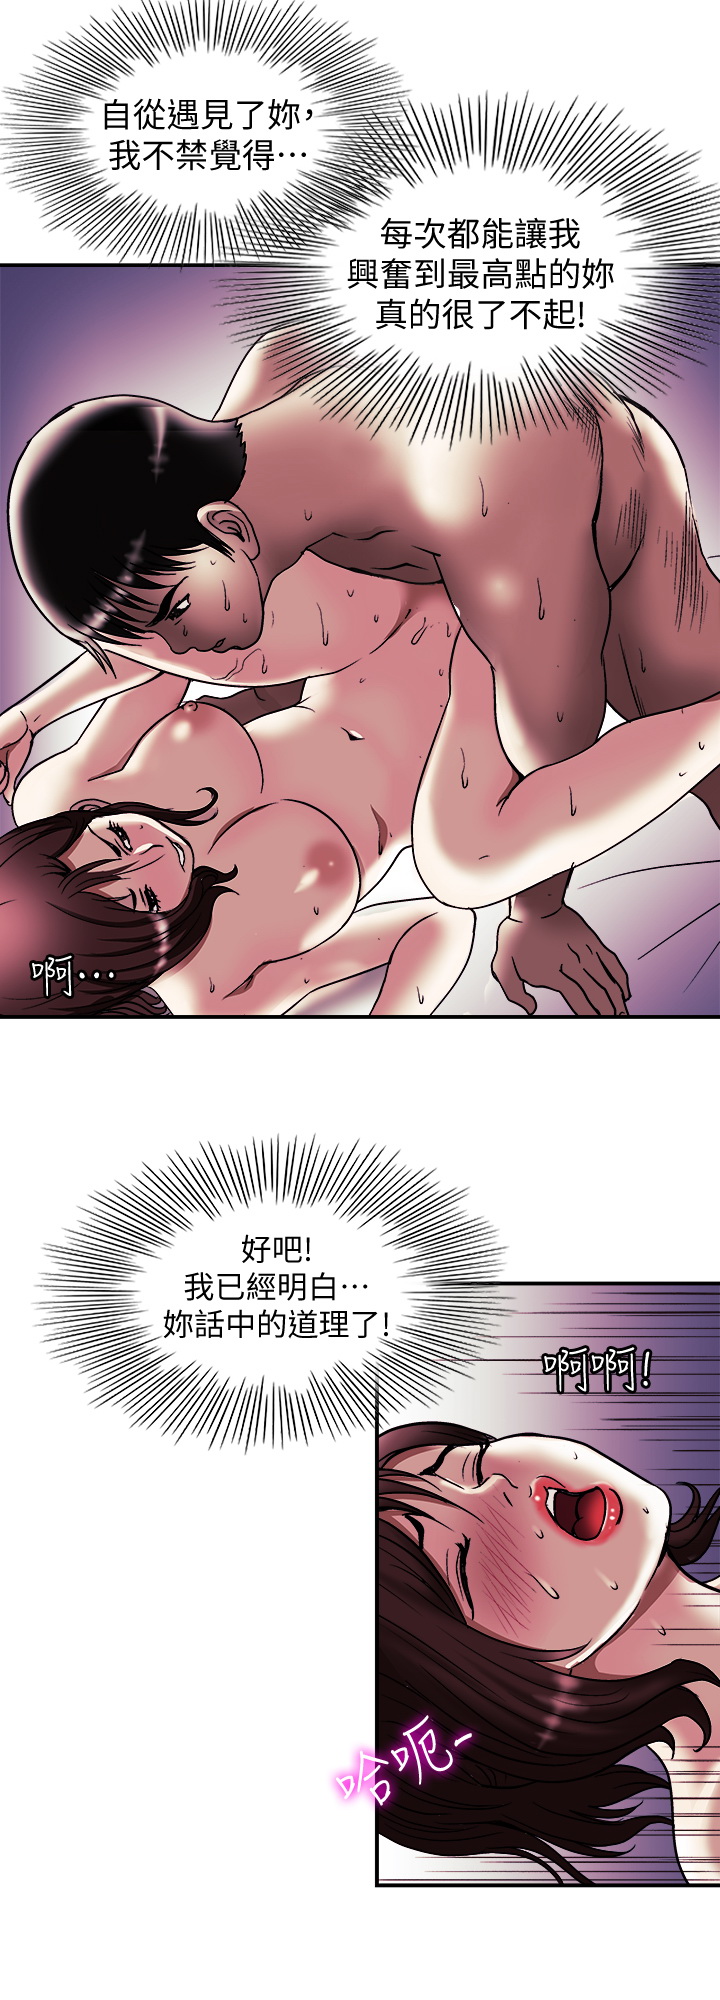 自從遇見了妳，
我不禁覺得⋯
每次都能讓我
興奮到最高點的妳
真的很了不起!
啊⋯
好吧!
我已經明白⋯
妳話中的道理了!
啊啊!
哈呃~